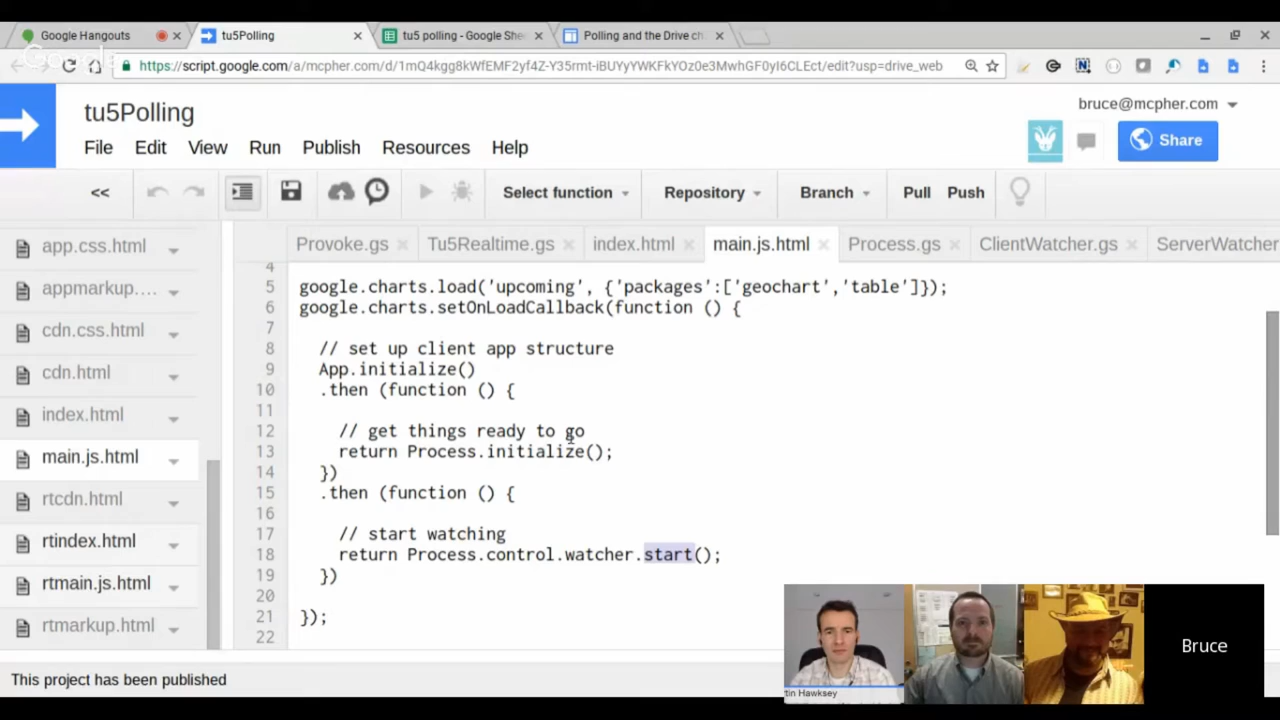 Google Hangouts
tu5Polling
tu5 polling - Google She
Polling and the Drive ch
https://script.google.com/a/mcpher.com/d/1mQ4kgg8kWfEMF2yf4Z-Y35rmt-iBUYyYWKFkYOz0e3MwhGF0yI6CLEct/edit?usp=drive_web
tu5Polling
bruce@mcpher.com
File Edit View Run Publish Resources Help
Share
<< Select function Repository Branch Pull Push
app.css.html
appmarkup....
cdn.css.html
cdn.html
index.html
main.js.html
rtcdn.html
rtindex.html
rtmain.js.html
rtmarkup.html
Provoke.gs Tu5Realtime.gs index.html main.js.html Process.gs ClientWatcher.gs ServerWatcher
4
5 google.charts.load('upcoming', {'packages':['geochart','table']});
6 google.charts.setOnLoadCallback(function () {
7
8 // set up client app structure
9 App.initialize()
10 .then (function () {
11
12 // get things ready to go
13 return Process.initialize();
14 })
15 .then (function () {
16
17 // start watching
18 return Process.control.watcher.start();
19 })
20
21 });
22
This project has been published
tin Hawksey
Bruce